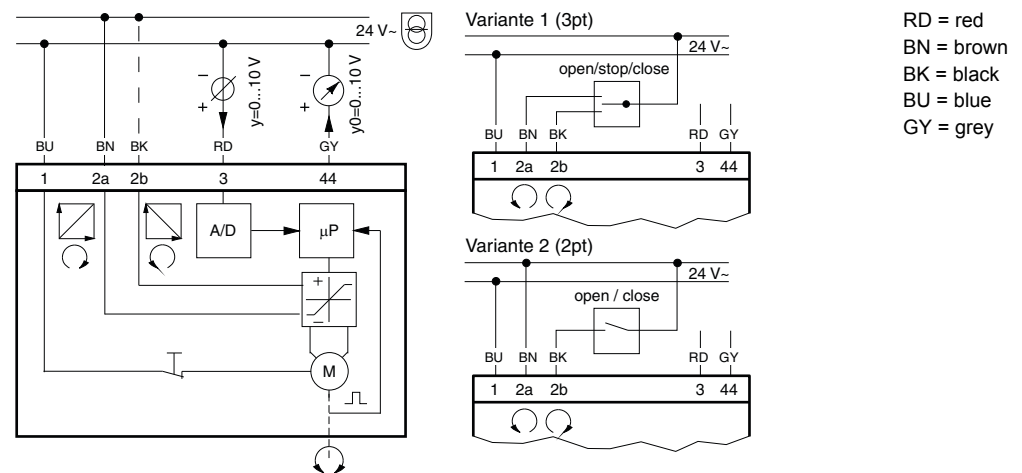 24 V~
− − 
+ y=0...10 V + y0=0...10 V
BU BN BK RD GY
1 2a 2b 3 44
A/D µP
+
−
M
Variante 1 (3pt)
24 V~
open/stop/close
BU BN BK RD GY
1 2a 2b 3 44
Variante 2 (2pt)
24 V~
open / close
BU BN BK RD GY
1 2a 2b 3 44
RD = red
BN = brown
BK = black
BU = blue
GY = grey